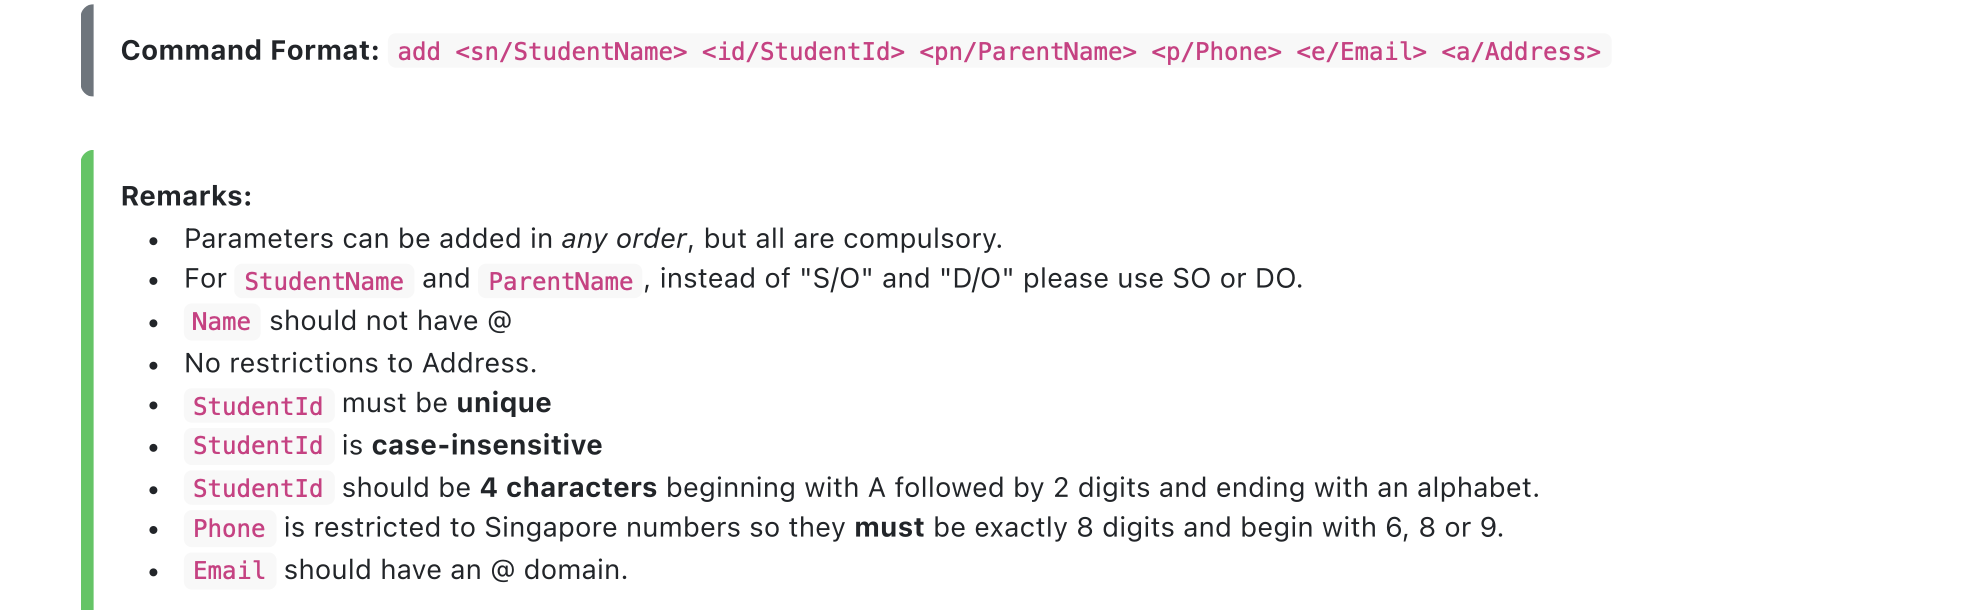 Command Format: add <sn/StudentName> <id/StudentId> <pn/ParentName> <p/Phone> <e/Email> <a/Address>
Remarks:
• Parameters can be added in any order, but all are compulsory.
• For StudentName and ParentName, instead of "S/O" and "D/O" please use SO or DO.
• Name should not have @
• No restrictions to Address.
• StudentId must be unique
• StudentId is case-insensitive
• StudentId should be 4 characters beginning with A followed by 2 digits and ending with an alphabet.
• Phone is restricted to Singapore numbers so they must be exactly 8 digits and begin with 6, 8 or 9.
• Email should have an @ domain.